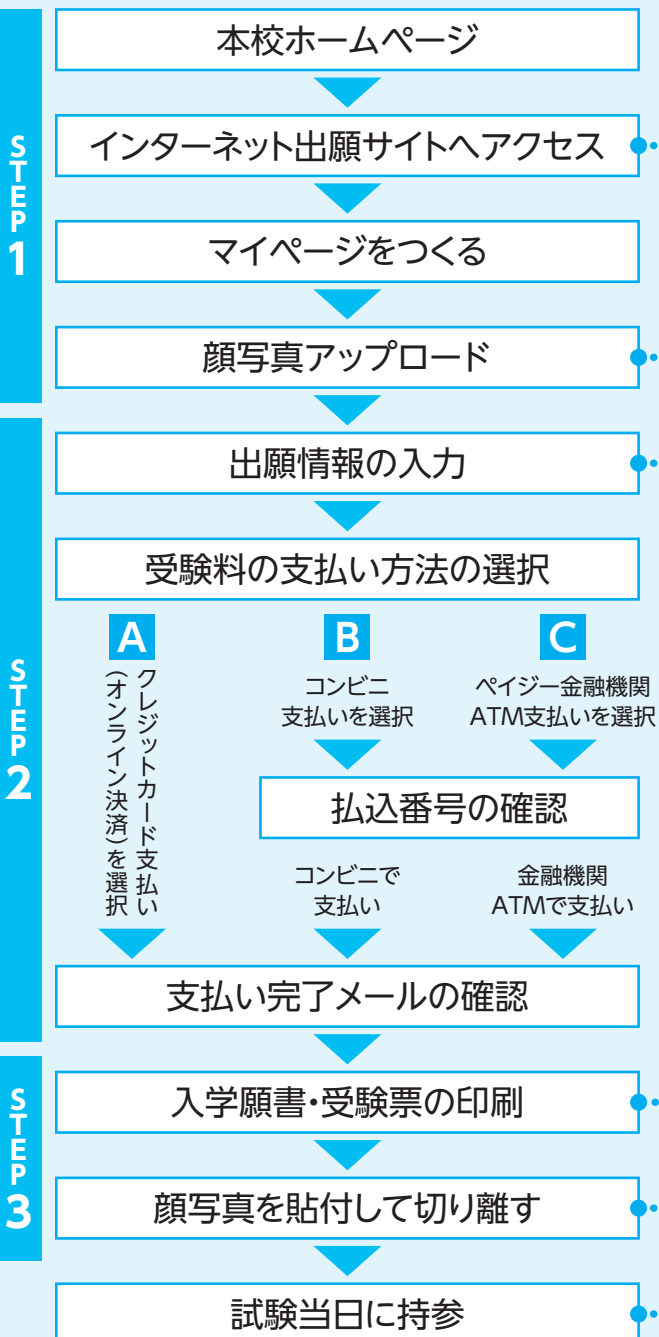 STEP1
本校ホームページ
インターネット出願サイトへアクセス
マイページをつくる
顔写真アップロード
STEP2
出願情報の入力
受験料の支払い方法の選択
A
クレジットカード支払い
(オンライン決済)を選択
B
コンビニ
支払いを選択
C
ペイジー金融機関
ATM支払いを選択
払込番号の確認
コンビニで
支払い
金融機関
ATMで支払い
支払い完了メールの確認
STEP3
入学願書・受験票の印刷
顔写真を貼付して切り離す
試験当日に持参